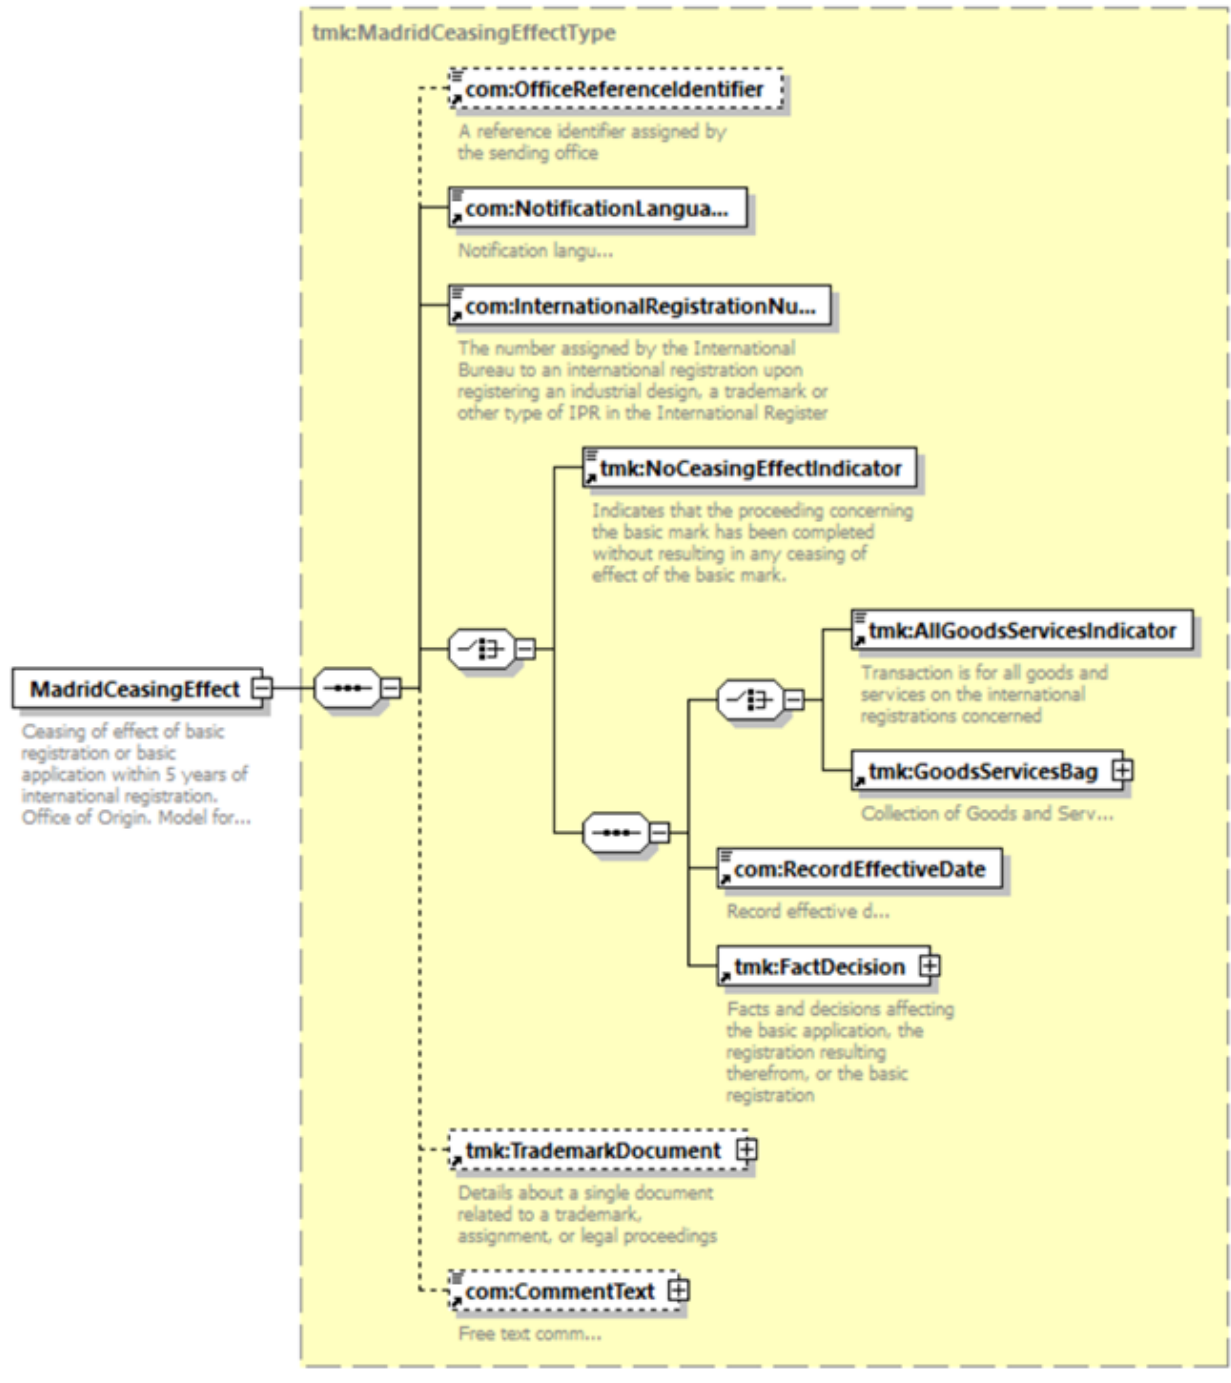 tmk:MadridCeasingEffectType
com:OfficeReferenceIdentifier
A reference identifier assigned by
the sending office
com:NotificationLangua...
Notification langu...
com:InternationalRegistrationNu...
The number assigned by the International
Bureau to an international registration upon
registering an industrial design, a trademark or
other type of IPR in the International Register
tmk:NoCeasingEffectIndicator
Indicates that the proceeding concerning
the basic mark has been completed
without resulting in any ceasing of
effect of the basic mark.
tmk:AllGoodsServicesIndicator
Transaction is for all goods and
services on the international
registrations concerned
MadridCeasingEffect
Ceasing of effect of basic
registration or basic
application within 5 years of
international registration.
Office of Origin. Model for...
tmk:GoodsServicesBag
Collection of Goods and Serv...
com:RecordEffectiveDate
Record effective d...
tmk:FactDecision
Facts and decisions affecting
the basic application, the
registration resulting
therefrom, or the basic
registration
tmk:TrademarkDocument
Details about a single document
related to a trademark,
assignment, or legal proceedings
com:CommentText
Free text comm...